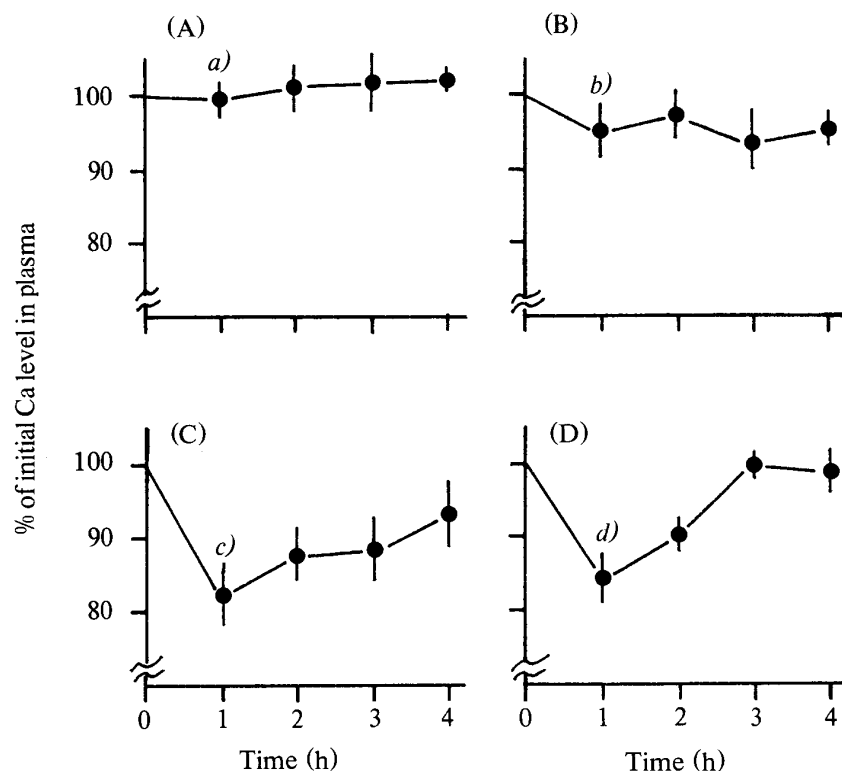 (A)
(B)
a)
b)
100
90
80
% of initial Ca level in plasma
(C)
(D)
c)
d)
100
90
80
0 1 2 3 4
0 1 2 3 4
Time (h)
Time (h)